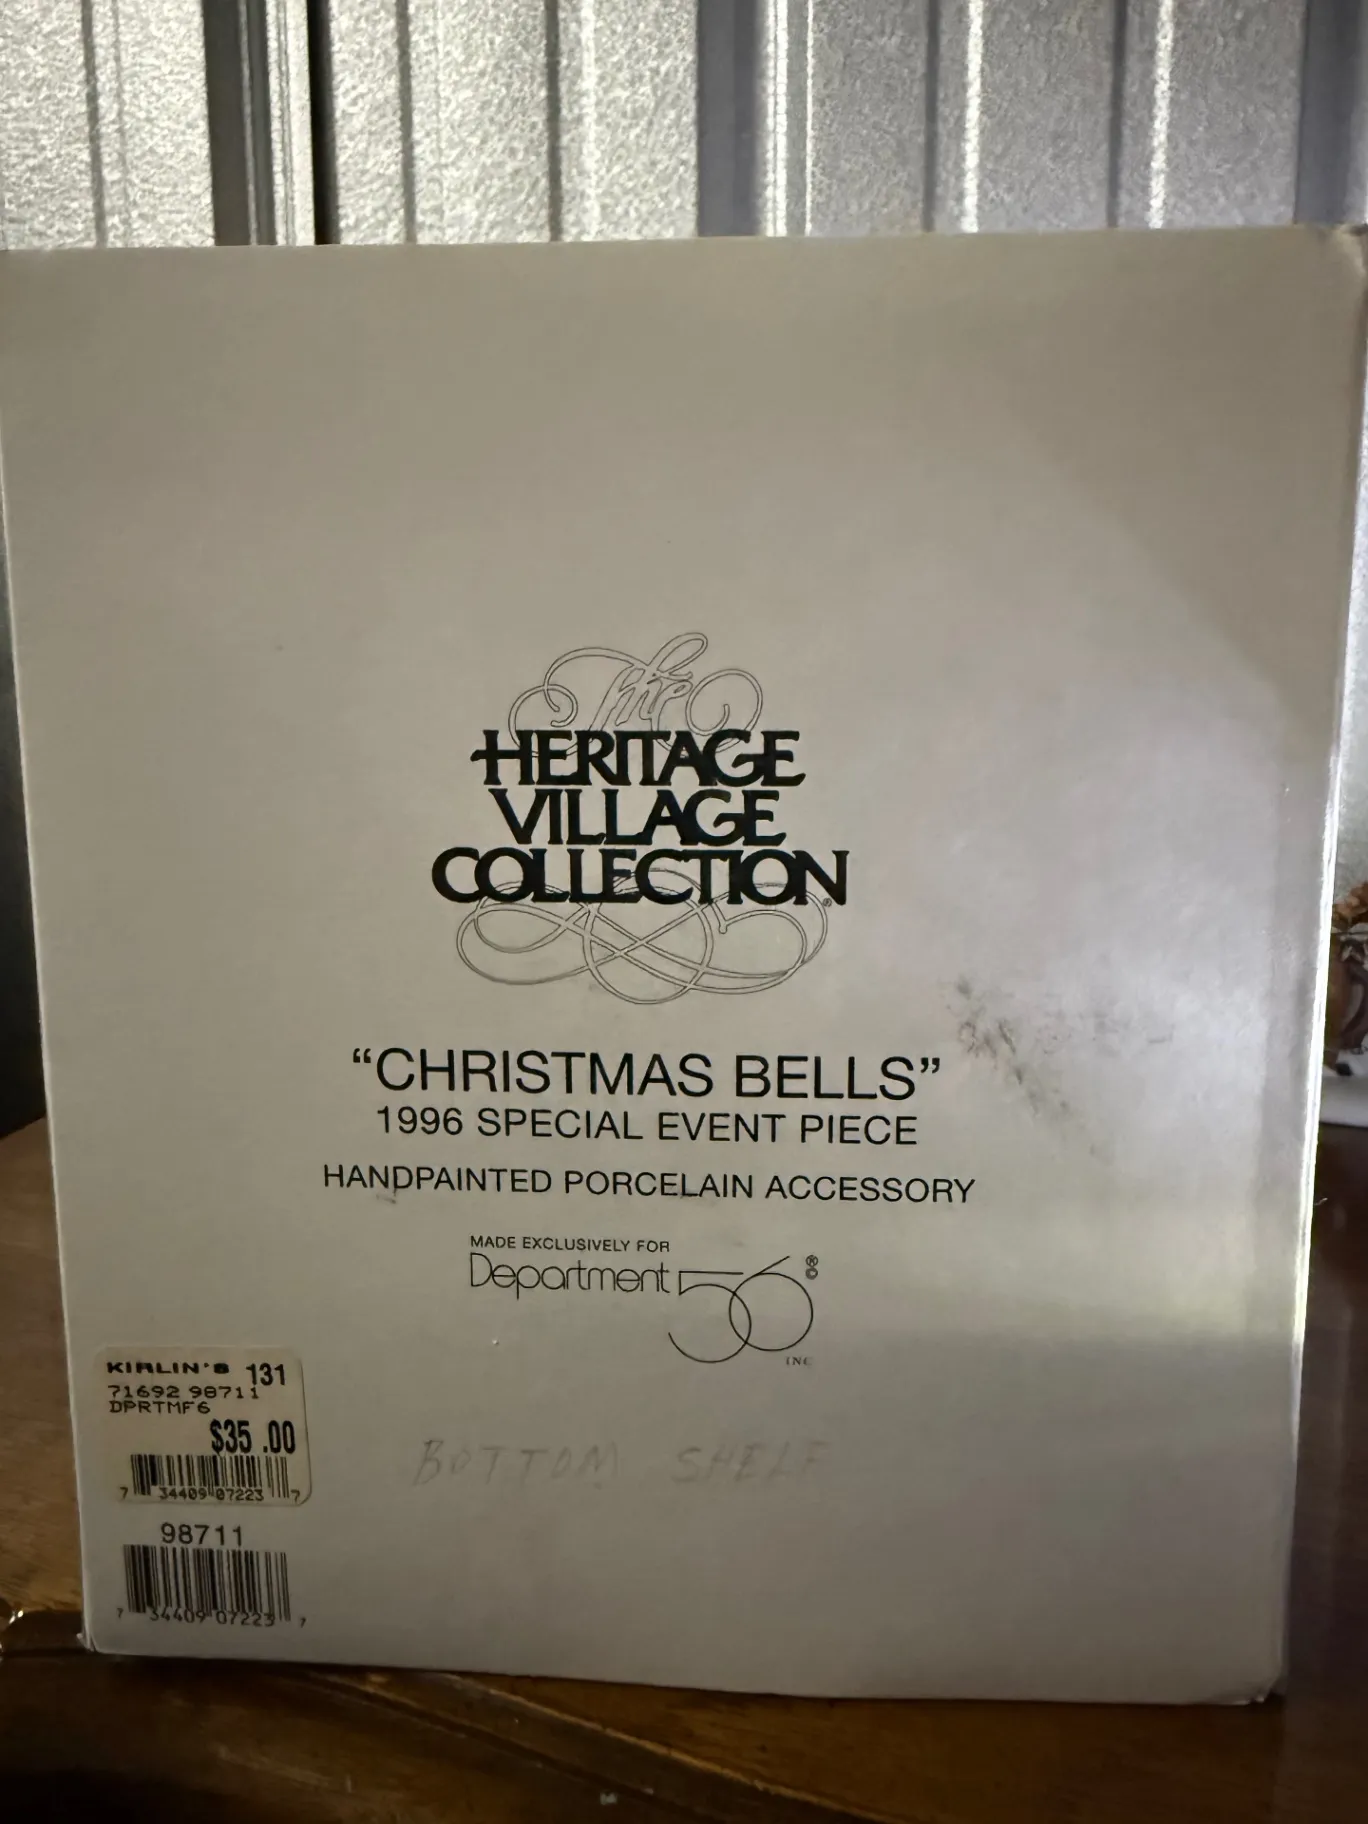 The
HERITAGE
VILLAGE
COLLECTION®
“CHRISTMAS BELLS”
1996 SPECIAL EVENT PIECE
HANDPAINTED PORCELAIN ACCESSORY
MADE EXCLUSIVELY FOR
Department 56 ® ©
INC
KIRLIN'S 131
71692 98711
DPRTMF6
$35.00
7 34409 07223 7
BOTTOM SHELF
98711
7 34409 07223 7